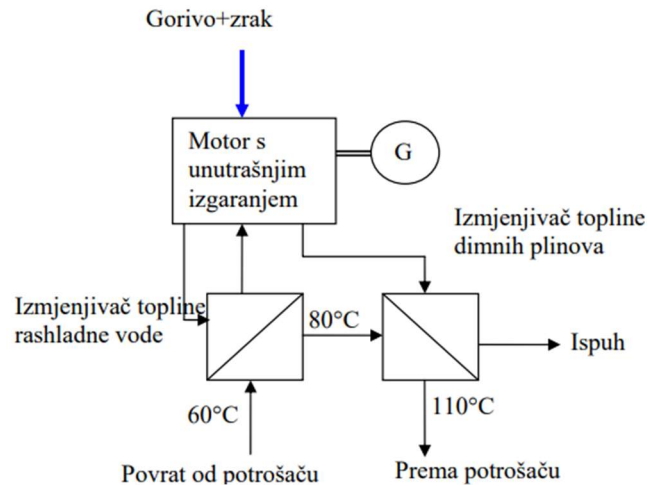 Gorivo+zrak
Motor s
unutrašnjim
izgaranjem
G
Izmjenjivač topline
dimnih plinova
Izmjenjivač topline
rashladne vode
80°C
Ispuh
60°C
110°C
Povrat od potrošaču
Prema potrošaču